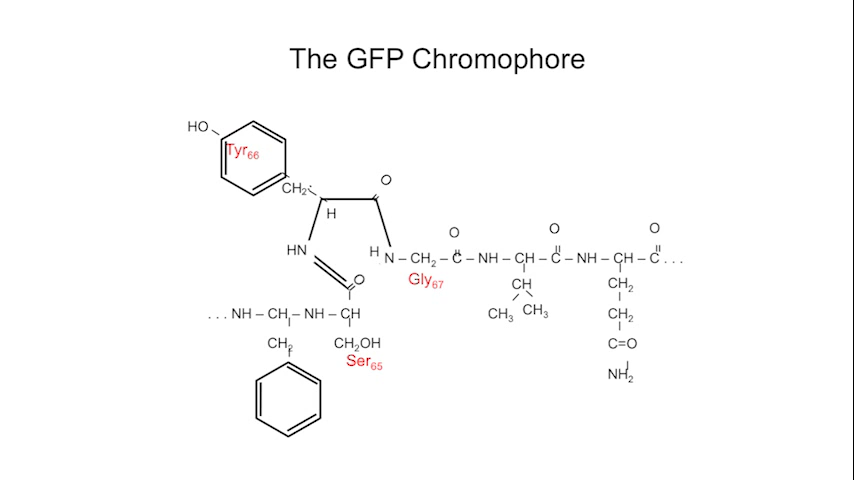 The GFP Chromophore
HO
Tyr66
CH2
O
H
HN
H
N – CH2 – C – NH – CH – C – NH – CH – C . . .
O
O
O
Gly67
CH
CH3
CH3
CH2
CH2
C=O
NH2
O
. . . NH – CH – NH – CH
CH2
CH2OH
Ser65